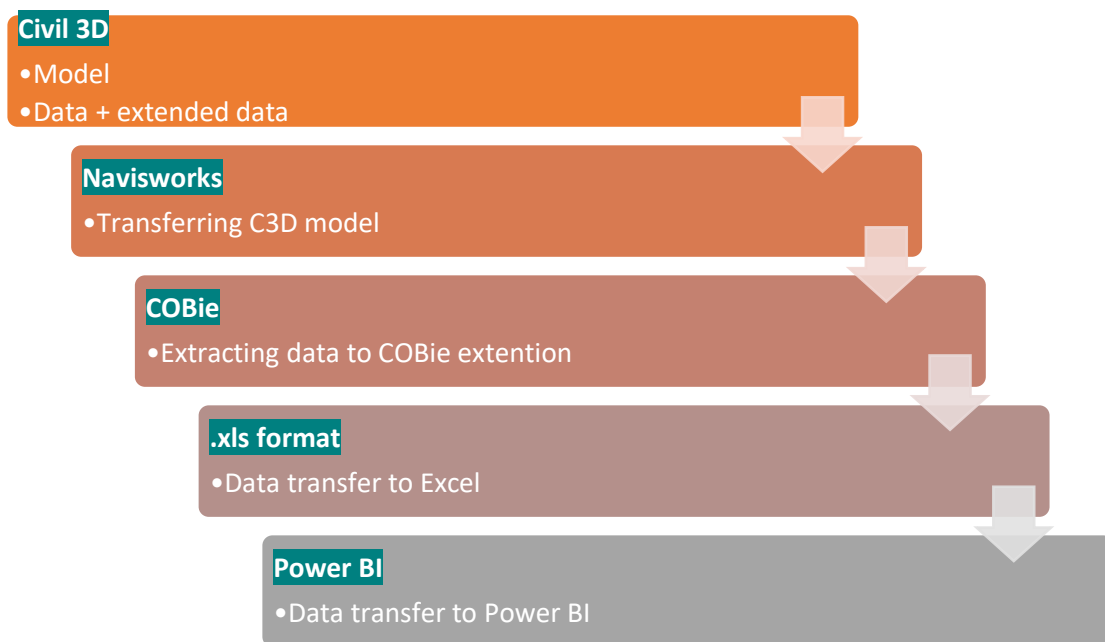 Civil 3D
•Model
•Data + extended data
Navisworks
•Transferring C3D model
COBie
•Extracting data to COBie extention
.xls format
•Data transfer to Excel
Power BI
•Data transfer to Power BI